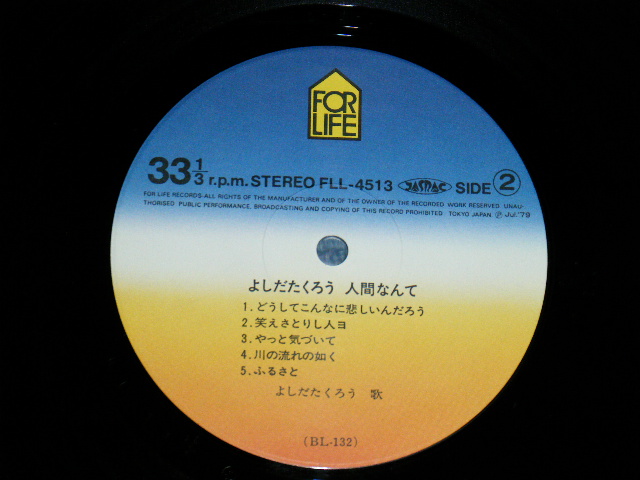 FOR
LIFE
33 1/3 r.p.m. STEREO FLL-4513 JASRAC SIDE 2
FOR LIFE RECORDS-ALL RIGHTS OF THE MANUFACTURER AND OF THE OWNER OF THE RECORDED WORK RESERVED. UNAU-
THORISED PUBLIC PERFORMANCE, BROADCASTING AND COPYING OF THIS RECORD PROHIBITED. TOKYO JAPAN. Ⓟ JUL.'79
よしだたくろう 人間なんて
1. どうしてこんなに悲しいんだろう
2. 笑えさとりし人ヨ
3. やっと気づいて
4. 川の流れの如く
5. ふるさと
よしだたくろう 歌
(BL-132)